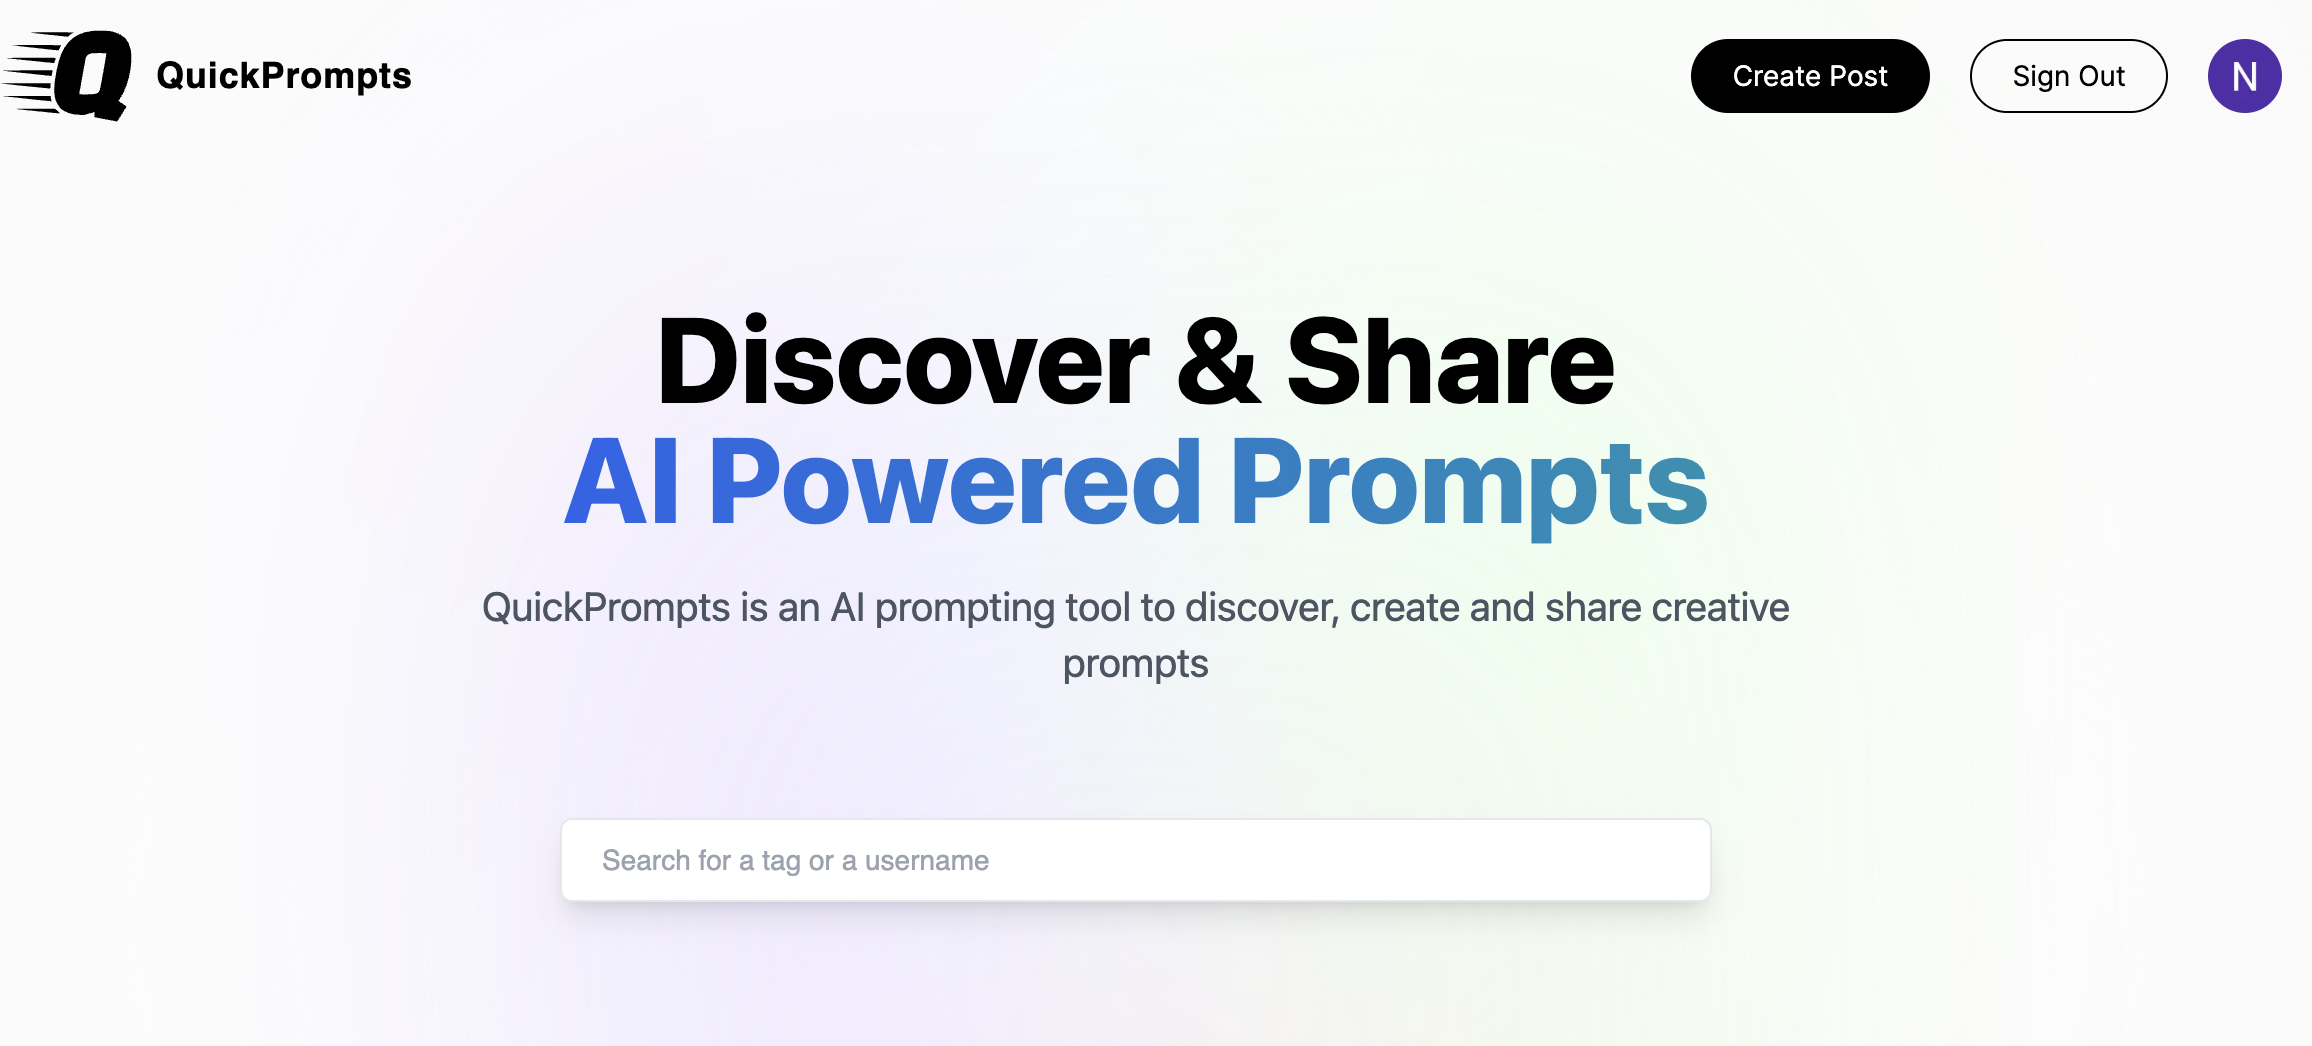 Q QuickPrompts Create Post Sign Out N
Discover & Share
AI Powered Prompts
QuickPrompts is an AI prompting tool to discover, create and share creative
prompts
Search for a tag or a username